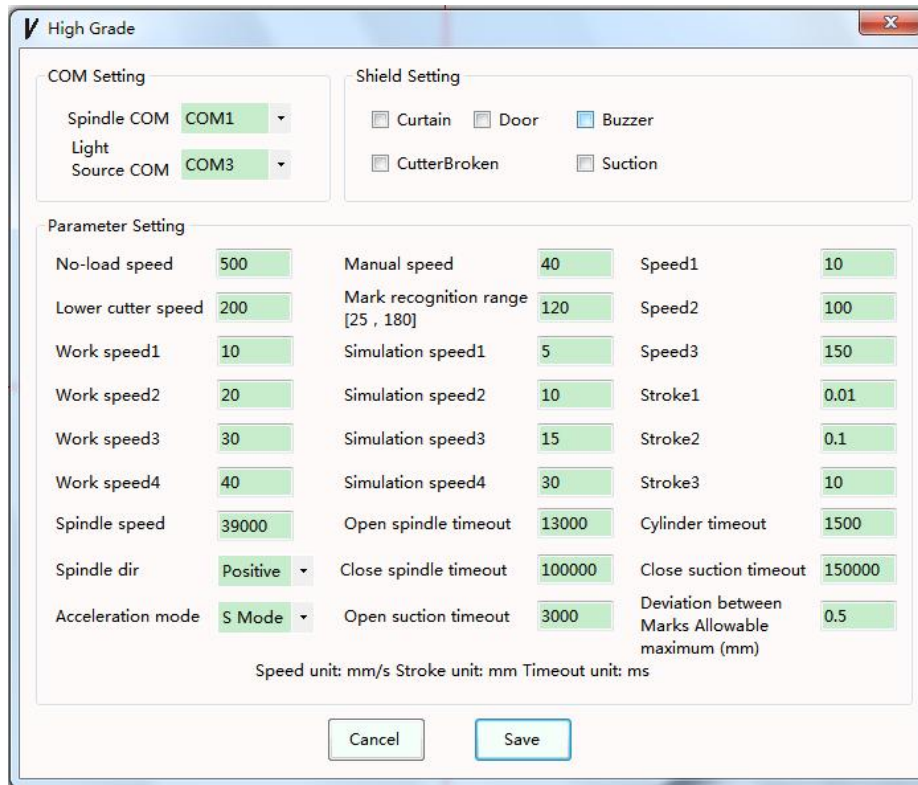 High Grade
COM Setting
Spindle COM COM1
Light
Source COM COM3
Shield Setting
Curtain Door Buzzer
CutterBroken Suction
Parameter Setting
No-load speed 500 Manual speed 40 Speed1 10
Lower cutter speed 200 Mark recognition range
[25 , 180] 120 Speed2 100
Work speed1 10 Simulation speed1 5 Speed3 150
Work speed2 20 Simulation speed2 10 Stroke1 0.01
Work speed3 30 Simulation speed3 15 Stroke2 0.1
Work speed4 40 Simulation speed4 30 Stroke3 10
Spindle speed 39000 Open spindle timeout 13000 Cylinder timeout 1500
Spindle dir Positive Close spindle timeout 100000 Close suction timeout 150000
Acceleration mode S Mode Open suction timeout 3000 Deviation between
Marks Allowable
maximum (mm) 0.5
Speed unit: mm/s Stroke unit: mm Timeout unit: ms
Cancel Save